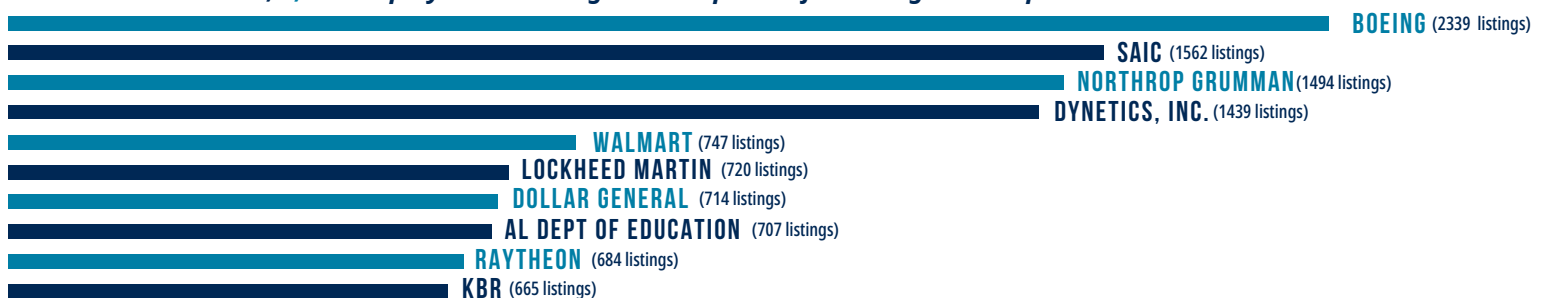 BOEING (2339 listings)
SAIC (1562 listings)
NORTHROP GRUMMAN (1494 listings)
DYNETICS, INC. (1439 listings)
WALMART (747 listings)
LOCKHEED MARTIN (720 listings)
DOLLAR GENERAL (714 listings)
AL DEPT OF EDUCATION (707 listings)
RAYTHEON (684 listings)
KBR (665 listings)